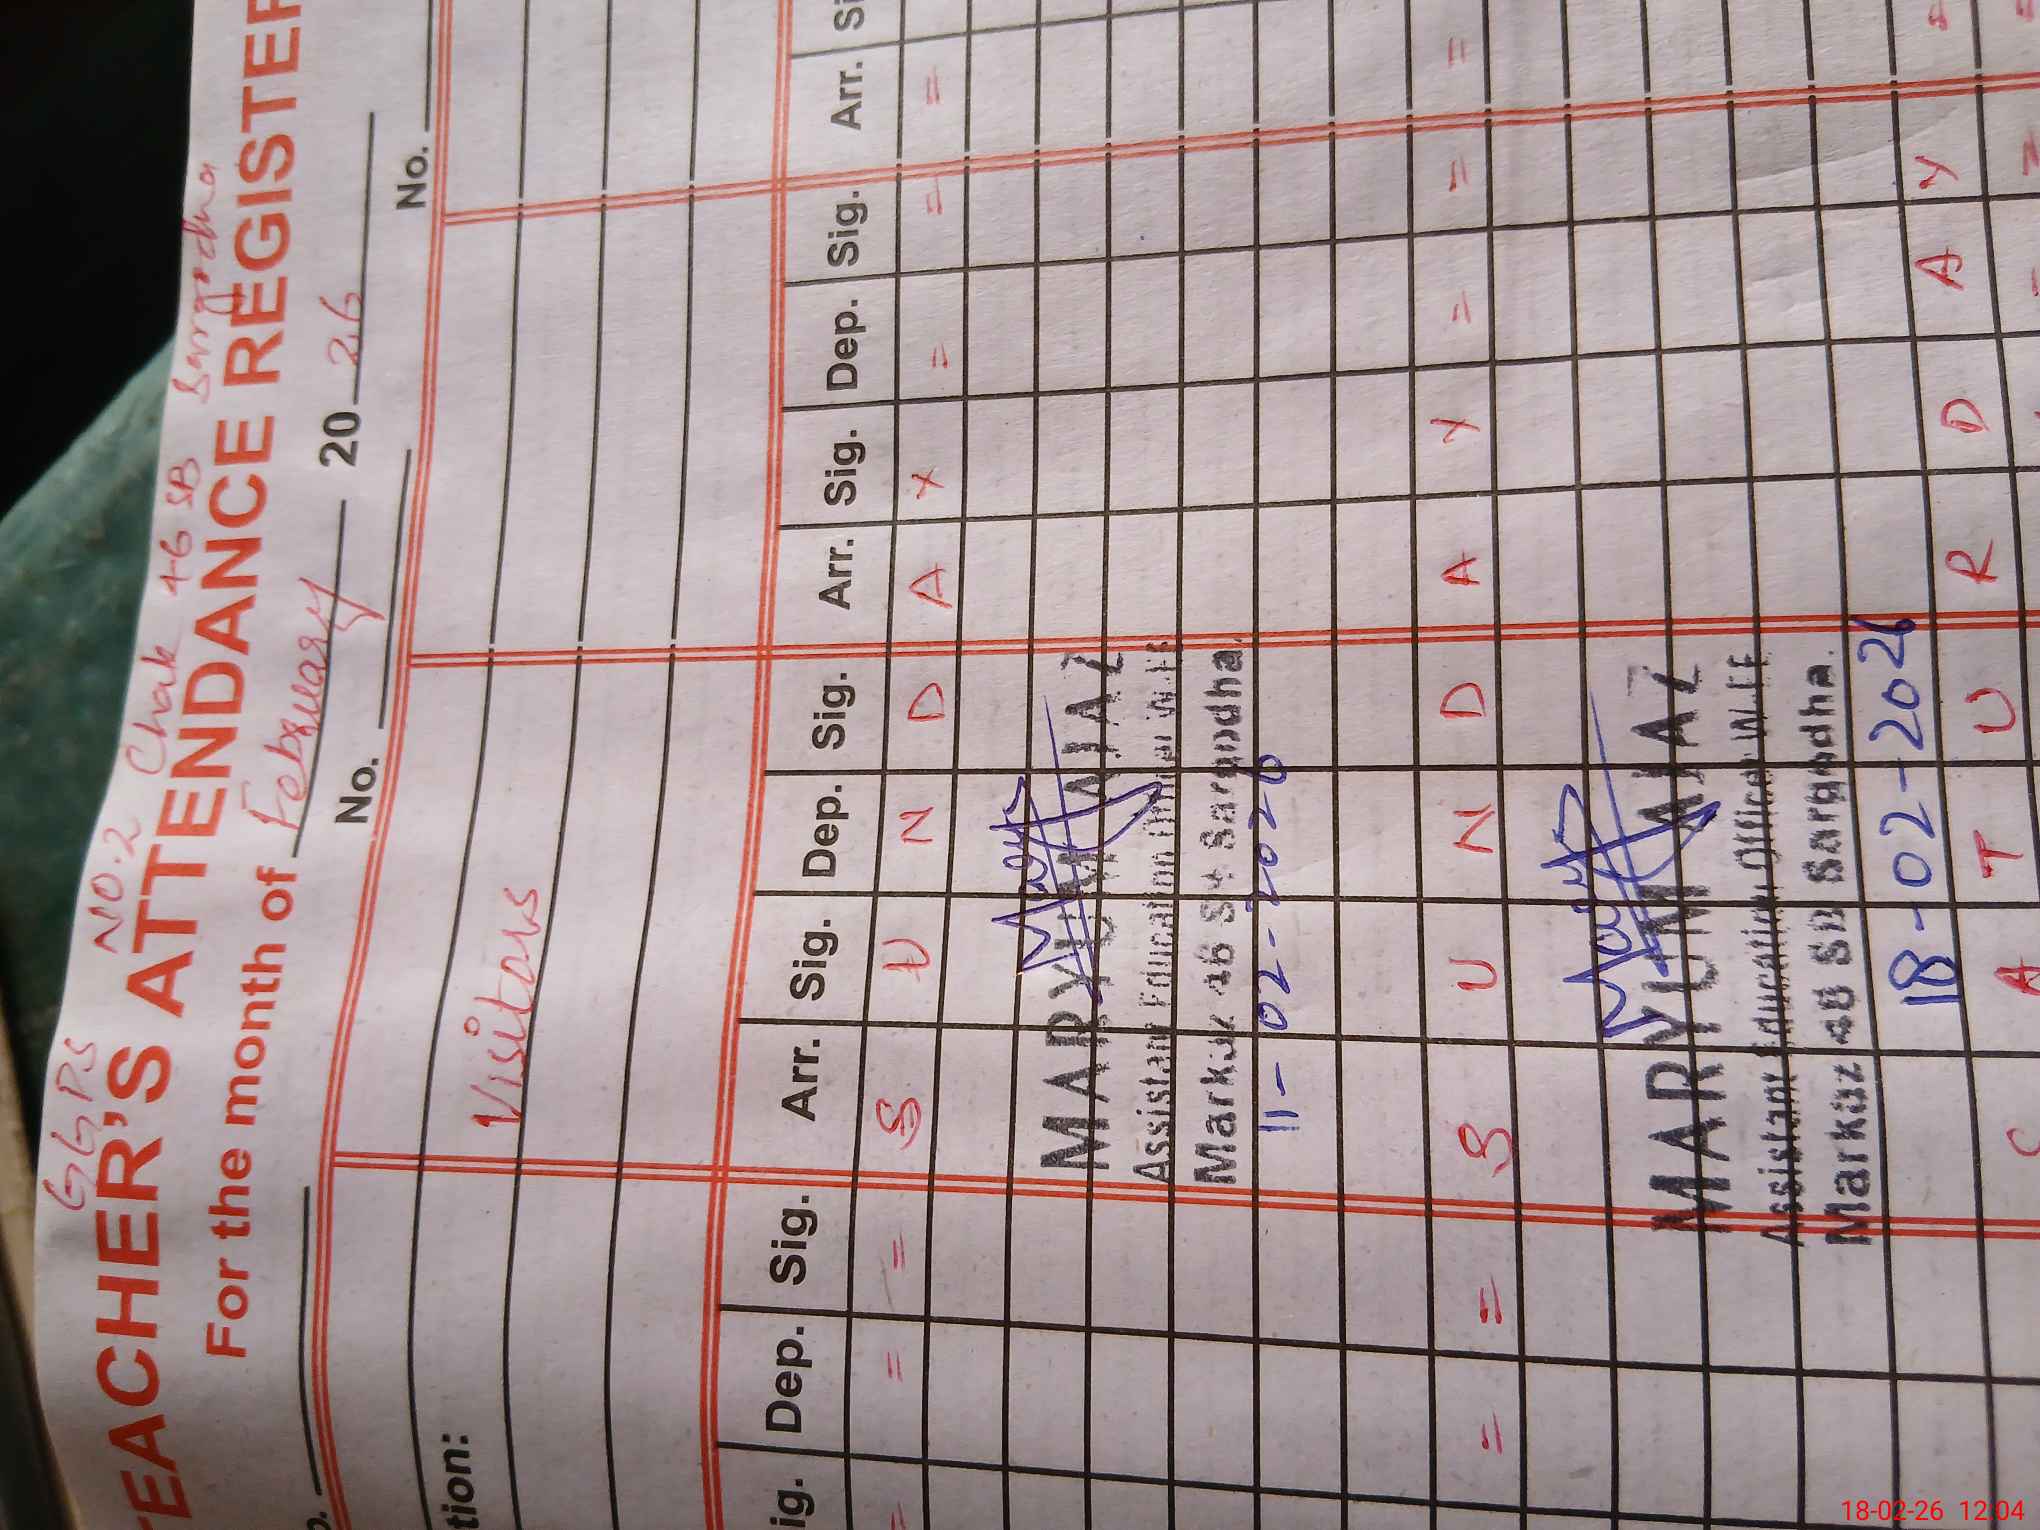 GGPS NO.2 Chak 46 SB Sargodha
TEACHER'S ATTENDANCE REGISTER
For the month of February 2026
No. No.
Visitors
tion:
ig. Dep. Sig. Arr. Sig. Dep. Sig. Arr. Sig. Dep. Sig. Arr. Si
= = = S U N D A Y = = =
MARYUM AIJAZ
Assistant Education Officer W.EE
Markaz 46 SB Sargodha.
11-02-2026
= = S U N D A Y = = =
MARYUM AIJAZ
Assistant Education Officer W.EE
Markaz 46 SB Sargodha.
18-02-2026
S A T U R D A Y =
18-02-26 12:04